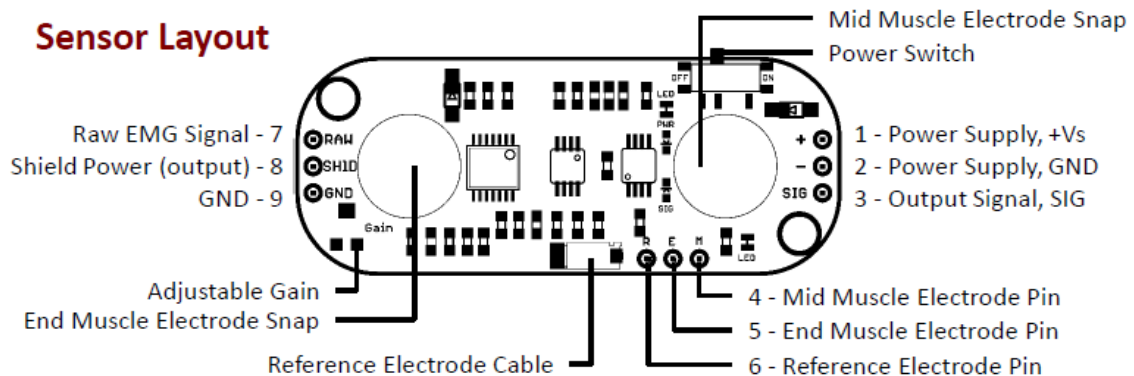 Sensor Layout
Mid Muscle Electrode Snap
Power Switch
OFF
ON
LED
PWR
Raw EMG Signal - 7
RAW
Shield Power (output) - 8
SHID
GND - 9
GND
+
1 - Power Supply, +Vs
-
2 - Power Supply, GND
SIG
3 - Output Signal, SIG
SIG
Gain
R E M
LED
Adjustable Gain
End Muscle Electrode Snap
Reference Electrode Cable
4 - Mid Muscle Electrode Pin
5 - End Muscle Electrode Pin
6 - Reference Electrode Pin